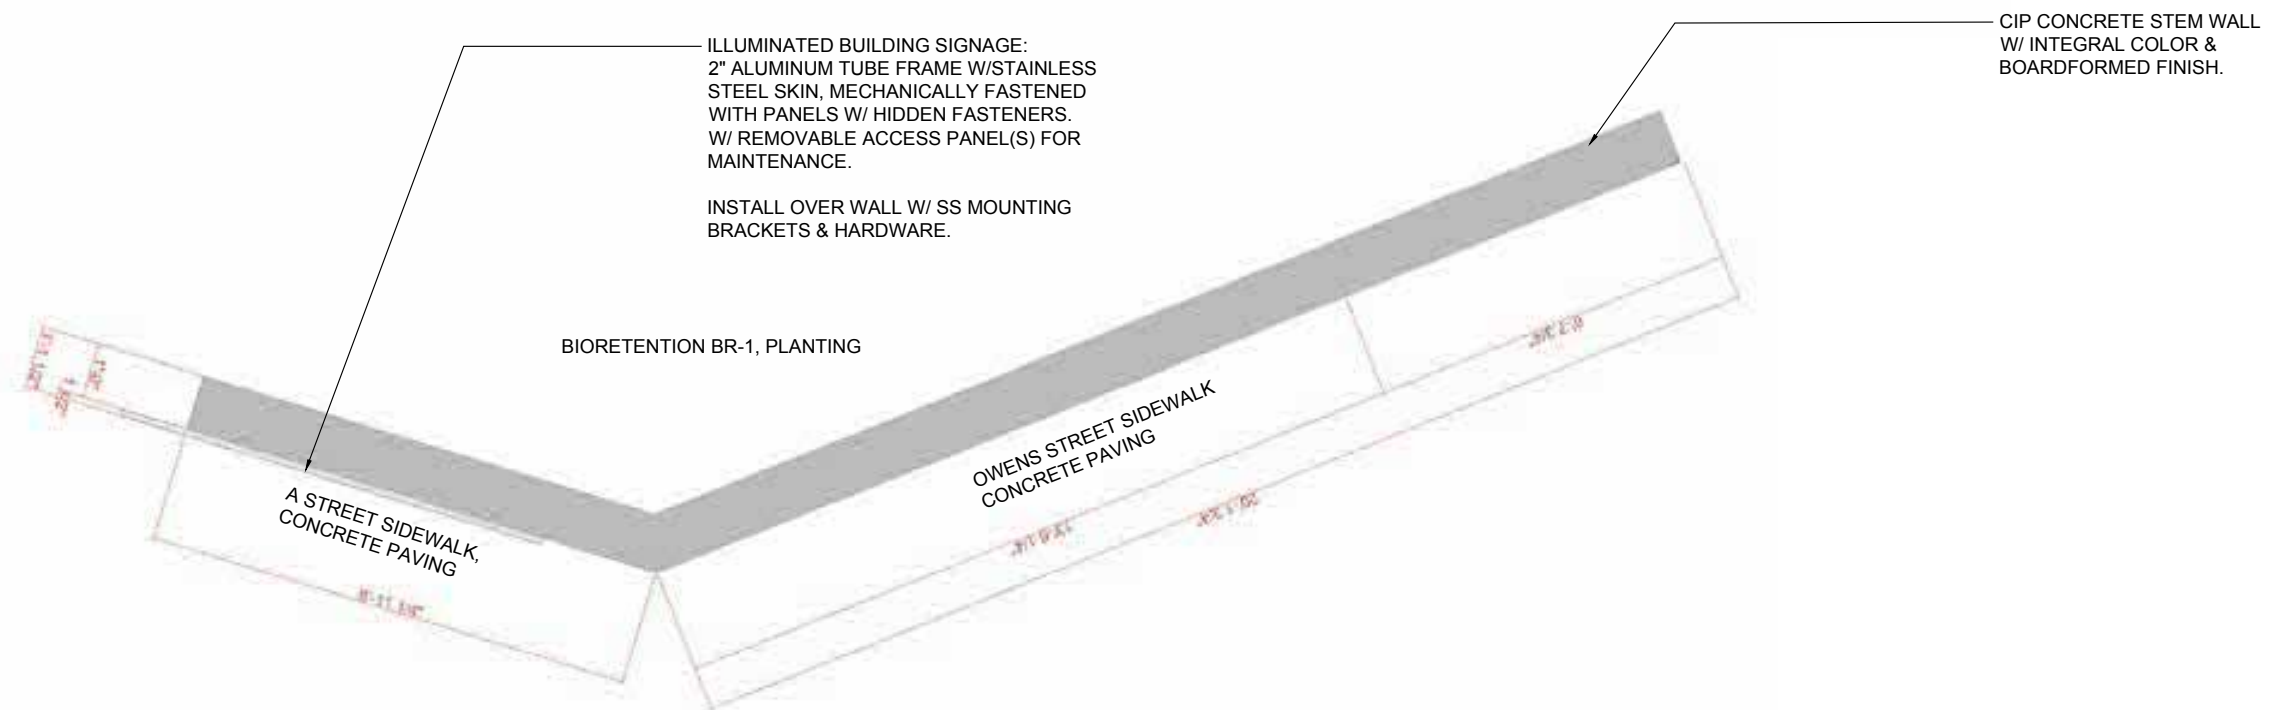 ILLUMINATED BUILDING SIGNAGE:
2" ALUMINUM TUBE FRAME W/STAINLESS
STEEL SKIN, MECHANICALLY FASTENED
WITH PANELS W/ HIDDEN FASTENERS.
W/ REMOVABLE ACCESS PANEL(S) FOR
MAINTENANCE.
INSTALL OVER WALL W/ SS MOUNTING
BRACKETS & HARDWARE.
CIP CONCRETE STEM WALL
W/ INTEGRAL COLOR &
BOARDFORMED FINISH.
BIORETENTION BR-1, PLANTING
A STREET SIDEWALK,
CONCRETE PAVING
OWENS STREET SIDEWALK
CONCRETE PAVING